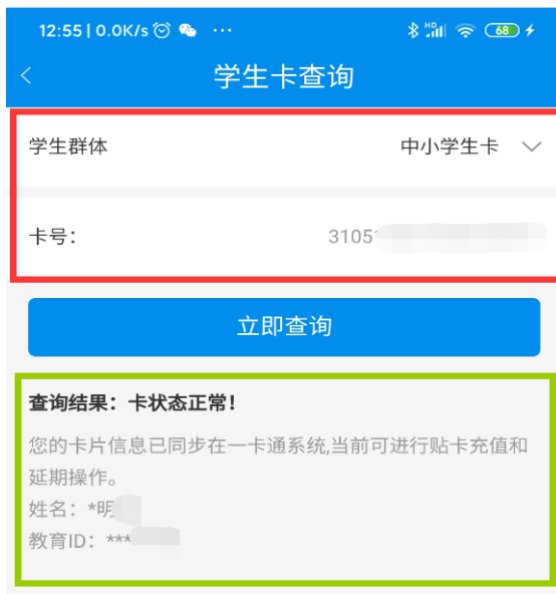 12:55 | 0.0K/s ···
HD 68
学生卡查询
学生群体 中小学生卡
卡号： 3105
立即查询
查询结果：卡状态正常！
您的卡片信息已同步在一卡通系统,当前可进行贴卡充值和
延期操作。
姓名：*明
教育ID：***